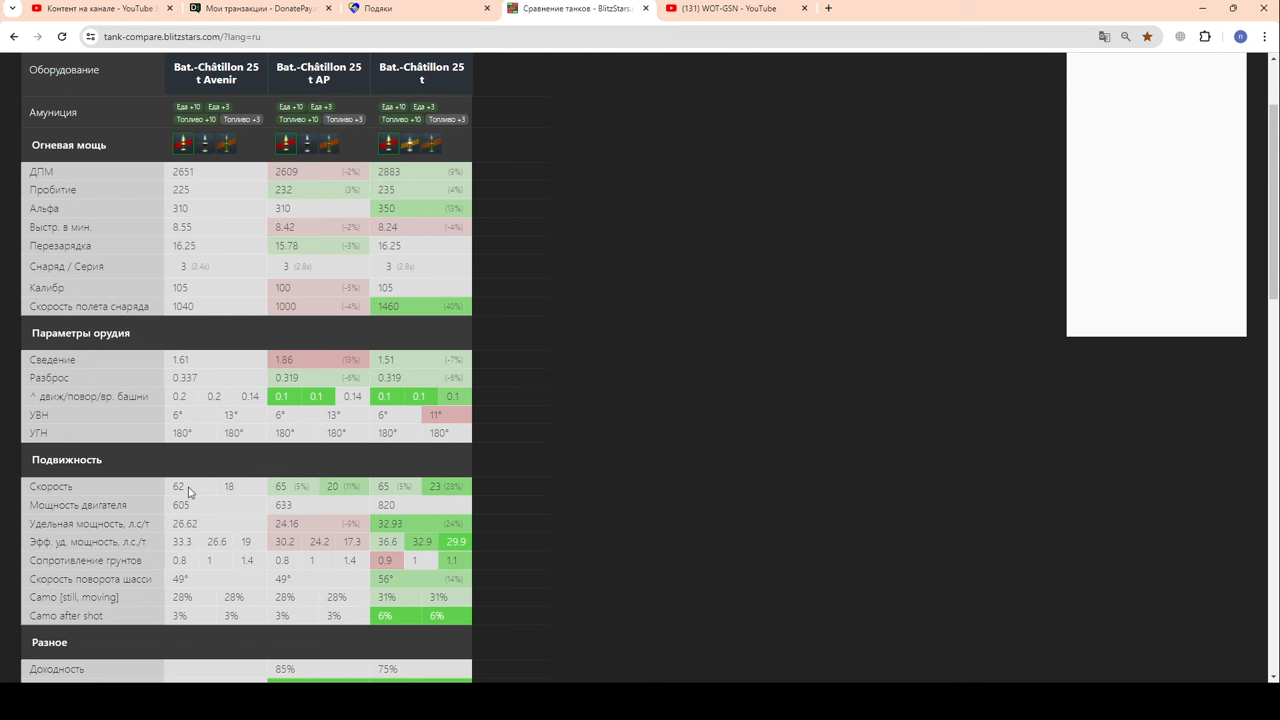 Контент на канале - YouTube S
Мои транзакции - DonatePay.
Подяки
Сравнение танков - BlitzStars.
(131) WOT-GSN - YouTube
tank-compare.blitzstars.com/?lang=ru
n
Оборудование Bat.-Châtillon 25 t Avenir Bat.-Châtillon 25 t AP Bat.-Châtillon 25 t
Амуниция Еда +10 Еда +3 Еда +10 Еда +3 Еда +10 Еда +3
Топливо +10 Топливо +3 Топливо +10 Топливо +3 Топливо +10 Топливо +3
Огневая мощь
ДПМ 2651 2609 (-2%) 2883 (9%)
Пробитие 225 232 (3%) 235 (4%)
Альфа 310 310 350 (13%)
Выстр. в мин. 8.55 8.42 (-2%) 8.24 (-4%)
Перезарядка 16.25 15.78 (-3%) 16.25
Снаряд / Серия 3 (2.4s) 3 (2.8s) 3 (2.8s)
Калибр 105 100 (-5%) 105
Скорость полета снаряда 1040 1000 (-4%) 1460 (40%)
Параметры орудия
Сведение 1.61 1.86 (13%) 1.51 (-7%)
Разброс 0.337 0.319 (-6%) 0.319 (-6%)
^ движ/повор/вр. башни 0.2 0.2 0.14 0.1 0.1 0.14 0.1 0.1 0.1
УВН 6° 13° 6° 13° 6° 11°
УГН 180° 180° 180° 180° 180° 180°
Подвижность
Скорость 62 18 65 (5%) 20 (11%) 65 (5%) 23 (28%)
Мощность двигателя 605 633 820
Удельная мощность, л.с/т 26.62 24.16 (-9%) 32.93 (24%)
Эфф. уд. мощность, л.с./т 33.3 26.6 19 30.2 24.2 17.3 36.6 32.9 29.9
Сопротивление грунтов 0.8 1 1.4 0.8 1 1.4 0.9 1 1.1
Скорость поворота шасси 49° 49° 56° (14%)
Camo [still, moving] 28% 28% 28% 28% 31% 31%
Camo after shot 3% 3% 3% 3% 6% 6%
Разное
Доходность 85% 75%